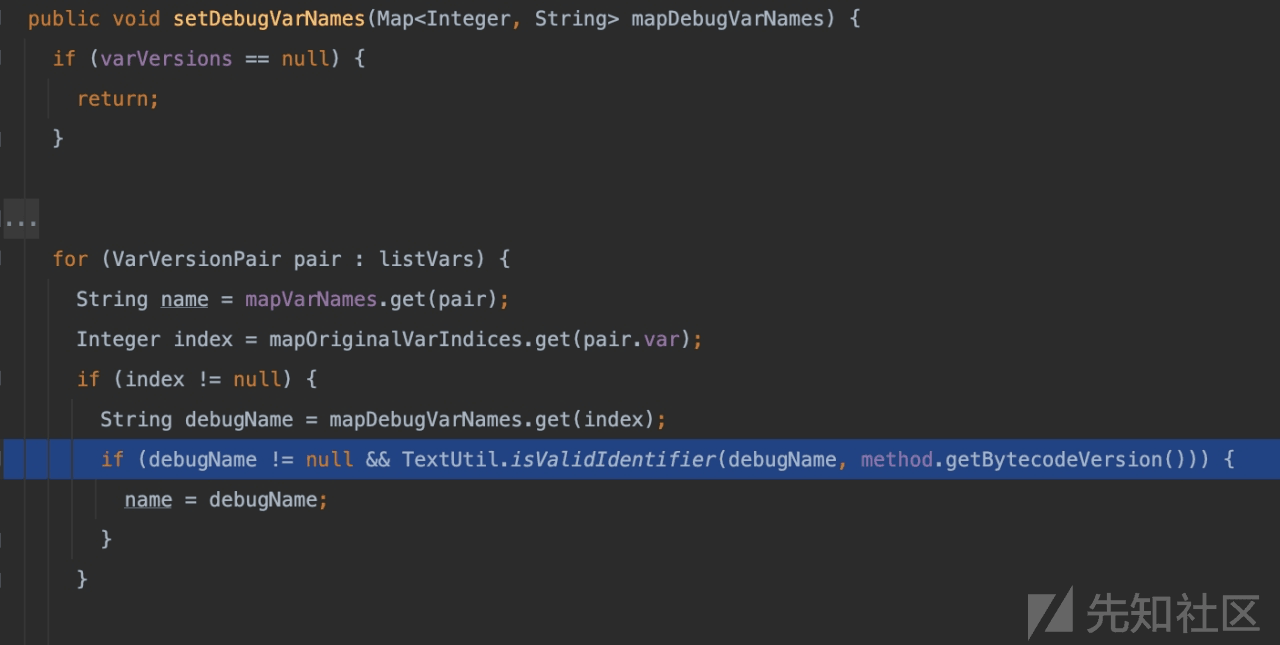 public void setDebugVarNames(Map<Integer, String> mapDebugVarNames) {
if (varVersions == null) {
return;
}
...
for (VarVersionPair pair : listVars) {
String name = mapVarNames.get(pair);
Integer index = mapOriginalVarIndices.get(pair.var);
if (index != null) {
String debugName = mapDebugVarNames.get(index);
if (debugName != null && TextUtil.isValidIdentifier(debugName, method.getBytecodeVersion())) {
name = debugName;
}
}
先知社区